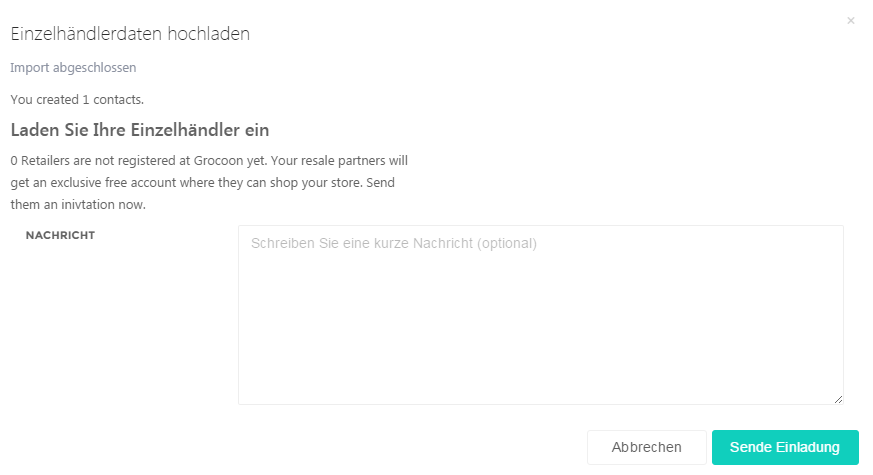 ×
Einzelhändlerdaten hochladen
Import abgeschlossen
You created 1 contacts.
Laden Sie Ihre Einzelhändler ein
0 Retailers are not registered at Grocoon yet. Your resale partners will
get an exclusive free account where they can shop your store. Send
them an inivtation now.
NACHRICHT
Schreiben Sie eine kurze Nachricht (optional)
Abbrechen
Sende Einladung